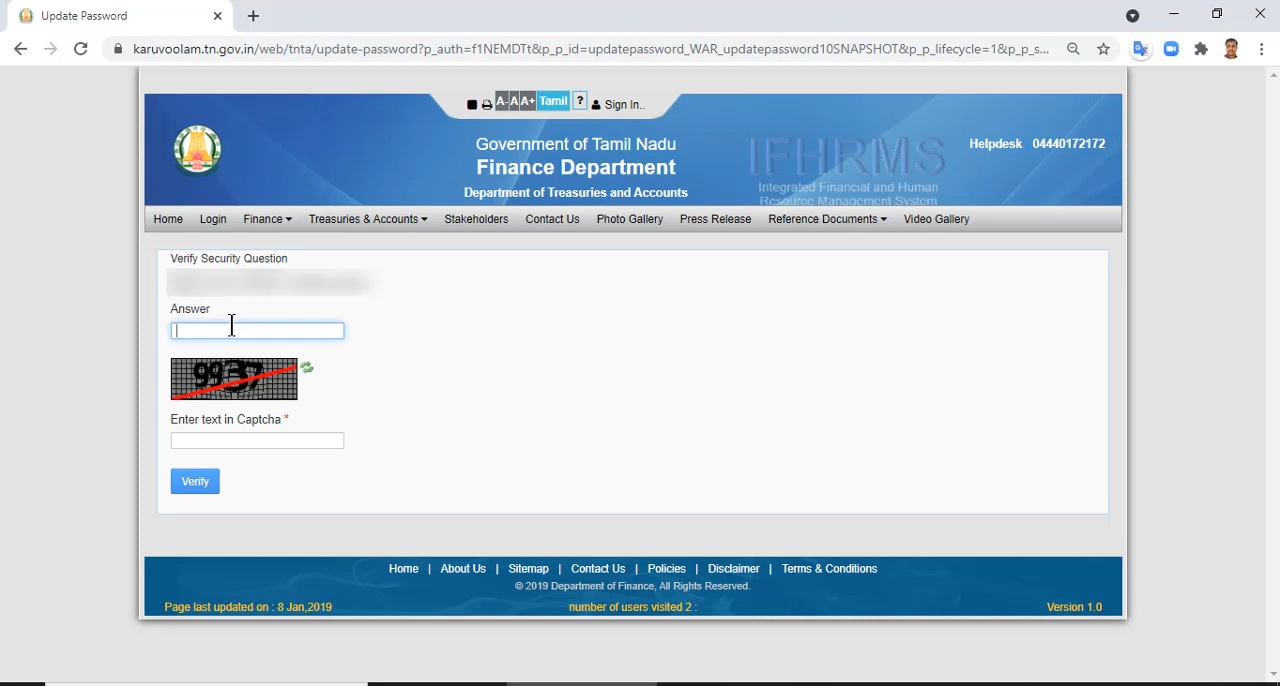 Update Password
karuvoolam.tn.gov.in/web/tnta/update-password?p_auth=f1NEMDTt&p_p_id=updatepassword_WAR_updatepassword10SNAPSHOT&p_p_lifecycle=1&p_p_s...
A- A A+ Tamil ? Sign In..
Government of Tamil Nadu
Finance Department
Department of Treasuries and Accounts
IFHRMS
Integrated Financial and Human
Resource Management System
Helpdesk 04440172172
Home Login Finance Treasuries & Accounts Stakeholders Contact Us Photo Gallery Press Release Reference Documents Video Gallery
Verify Security Question
Answer
9937
Enter text in Captcha *
Verify
Home | About Us | Sitemap | Contact Us | Policies | Disclaimer | Terms & Conditions
© 2019 Department of Finance, All Rights Reserved.
Page last updated on : 8 Jan,2019 number of users visited 2 : Version 1.0